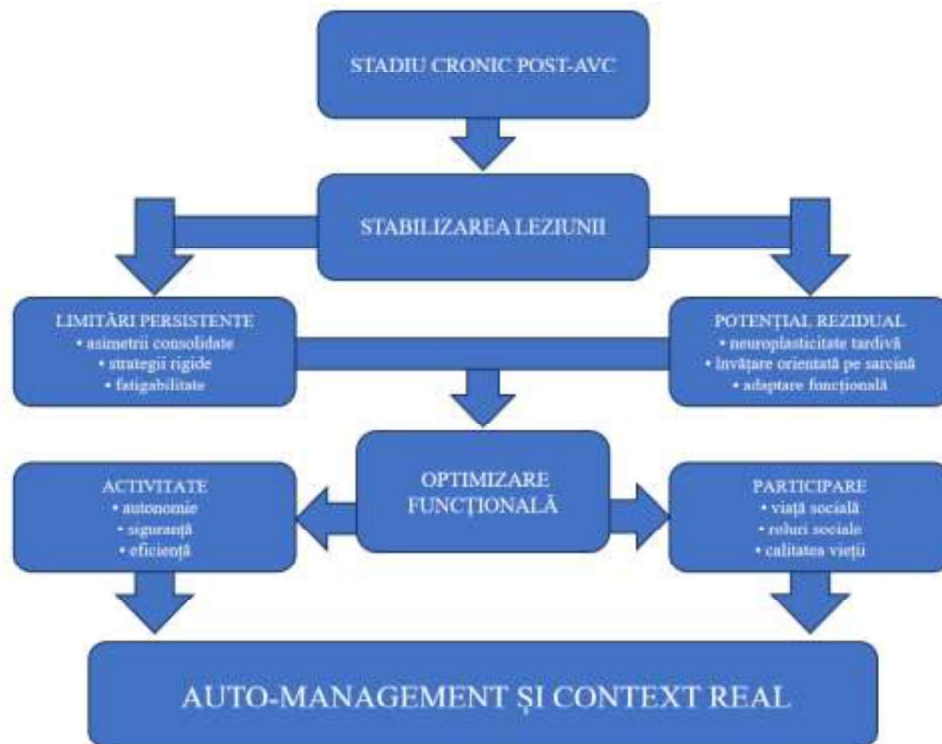 STADIU CRONIC POST-AVC
STABILIZAREA LEZIUNII
LIMITĂRI PERSISTENTE
• asimetrii consolidate
• strategii rigide
• fatigabilitate
POTENȚIAL REZIDUAL
• neuroplasticitate tardivă
• învățare orientată pe sarcină
• adaptare funcțională
OPTIMIZARE
FUNCȚIONALĂ
ACTIVITATE
• autonomie
• siguranță
• eficiență
PARTICIPARE
• viață socială
• roluri sociale
• calitatea vieții
AUTO-MANAGEMENT ȘI CONTEXT REAL